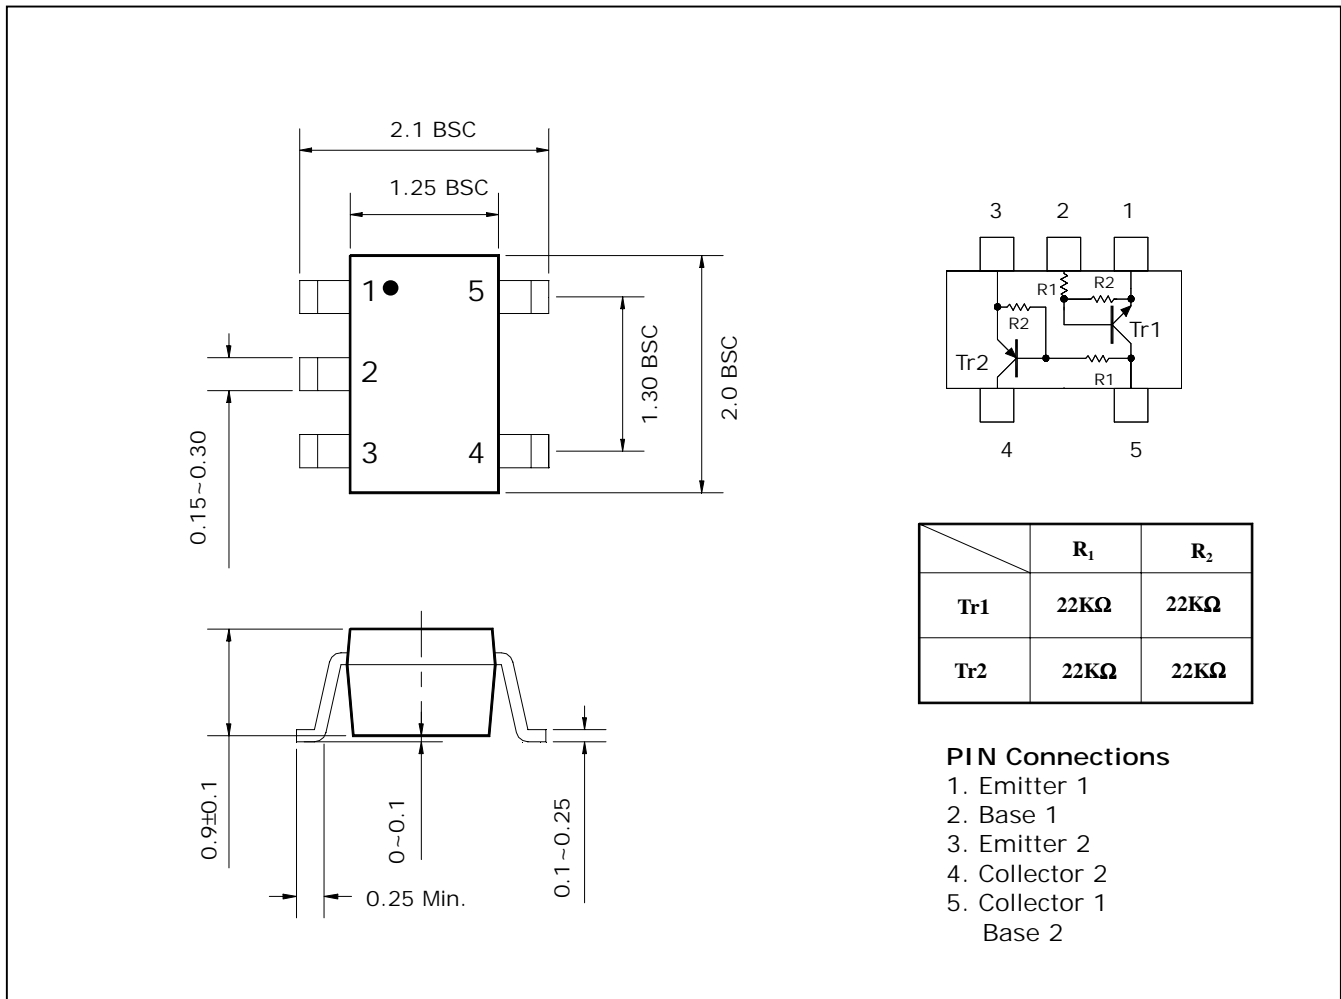 2.1 BSC
1.25 BSC
1
5
2
3
4
1.30 BSC
2.0 BSC
0.15~0.30
3 2 1
R1 R2
R2
Tr1
Tr2
R1
4 5
R₁ R₂
Tr1 22KΩ 22KΩ
Tr2 22KΩ 22KΩ
0.9±0.1
0~0.1
0.1~0.25
0.25 Min.
PIN Connections
1. Emitter 1
2. Base 1
3. Emitter 2
4. Collector 2
5. Collector 1
Base 2